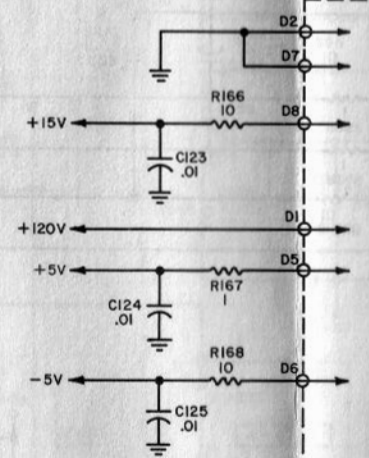 D2
D7
R166
10
D8
+15V
C123
.01
D1
+120V
D5
+5V
R167
1
C124
.01
R168
10
D6
-5V
C125
.01